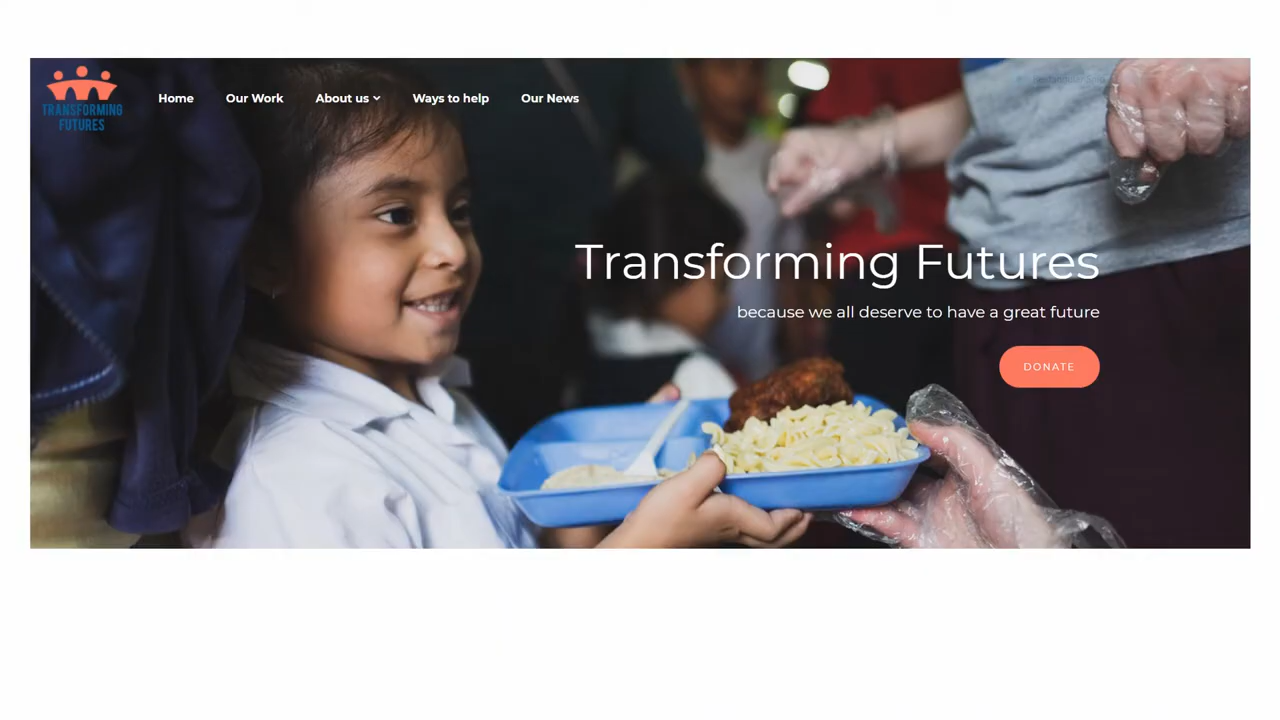 TRANSFORMING
FUTURES
Home
Our Work
About us
Ways to help
Our News
Transforming Futures
because we all deserve to have a great future
DONATE